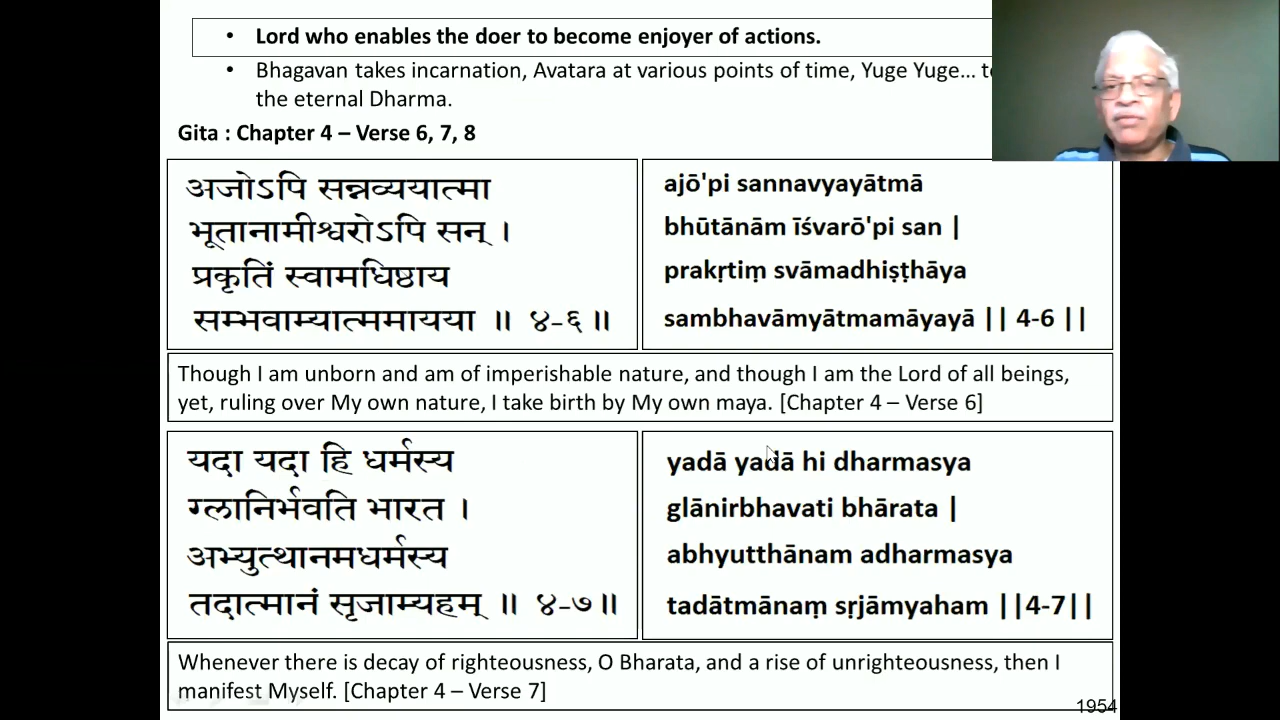 • Lord who enables the doer to become enjoyer of actions.
• Bhagavan takes incarnation, Avatara at various points of time, Yuge Yuge…
the eternal Dharma.
Gita : Chapter 4 – Verse 6, 7, 8
अजोऽपि सन्नव्ययात्मा
भूतानामीश्वरोऽपि सन् ।
प्रकृतिं स्वामधिष्ठाय
सम्भवाम्यात्ममायया ॥ ४-६॥
ajō'pi sannavyayātmā
bhūtānām īśvarō'pi san |
prakṛtiṃ svāmadhiṣṭhāya
sambhavāmyātmamāyayā || 4-6 ||
Though I am unborn and am of imperishable nature, and though I am the Lord of all beings,
yet, ruling over My own nature, I take birth by My own maya. [Chapter 4 – Verse 6]
यदा यदा हि धर्मस्य
ग्लानिर्भवति भारत ।
अभ्युत्थानमधर्मस्य
तदात्मानं सृजाम्यहम् ॥ ४-७॥
yadā yadā hi dharmasya
glānirbhavati bhārata |
abhyutthānam adharmasya
tadātmānaṃ sṛjāmyaham ||4-7||
Whenever there is decay of righteousness, O Bharata, and a rise of unrighteousness, then I
manifest Myself. [Chapter 4 – Verse 7]
1954